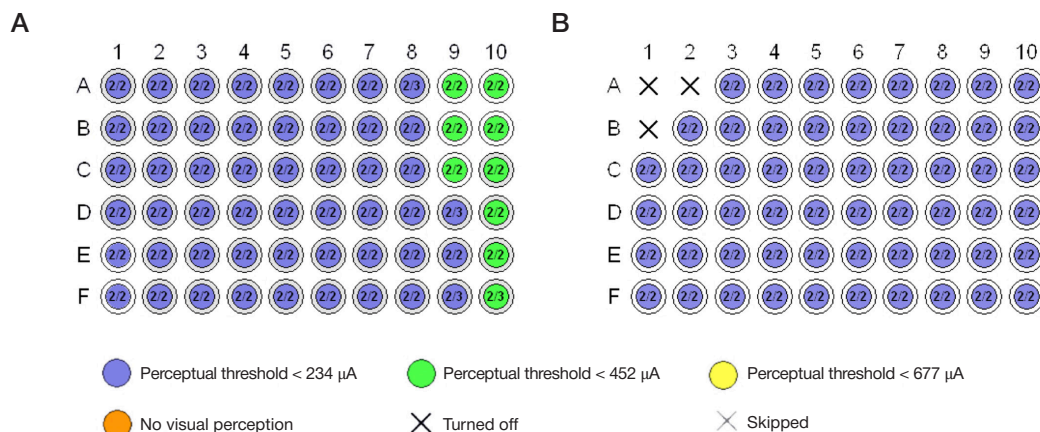 A B
1 2 3 4 5 6 7 8 9 10 1 2 3 4 5 6 7 8 9 10
A 2/2 2/2 2/2 2/2 2/2 2/2 2/2 2/3 2/2 2/2 A 2/2 2/2 2/2 2/2 2/2 2/2 2/2 2/2
B 2/2 2/2 2/2 2/2 2/2 2/2 2/2 2/2 2/2 2/2 B 2/2 2/2 2/2 2/2 2/2 2/2 2/2 2/2 2/2
C 2/2 2/2 2/2 2/2 2/2 2/2 2/2 2/2 2/2 2/2 C 2/2 2/2 2/2 2/2 2/2 2/2 2/2 2/2 2/2 2/2
D 2/2 2/2 2/2 2/2 2/2 2/2 2/2 2/2 2/3 2/2 D 2/2 2/2 2/2 2/2 2/2 2/2 2/2 2/2 2/2 2/2
E 2/2 2/2 2/2 2/2 2/2 2/2 2/2 2/2 2/2 2/2 E 2/2 2/2 2/2 2/2 2/2 2/2 2/2 2/2 2/2 2/2
F 2/2 2/2 2/2 2/2 2/2 2/2 2/2 2/2 2/3 2/3 F 2/2 2/2 2/2 2/2 2/2 2/2 2/2 2/2 2/2 2/2
Perceptual threshold < 234 µA Perceptual threshold < 452 µA Perceptual threshold < 677 µA
No visual perception Turned off Skipped